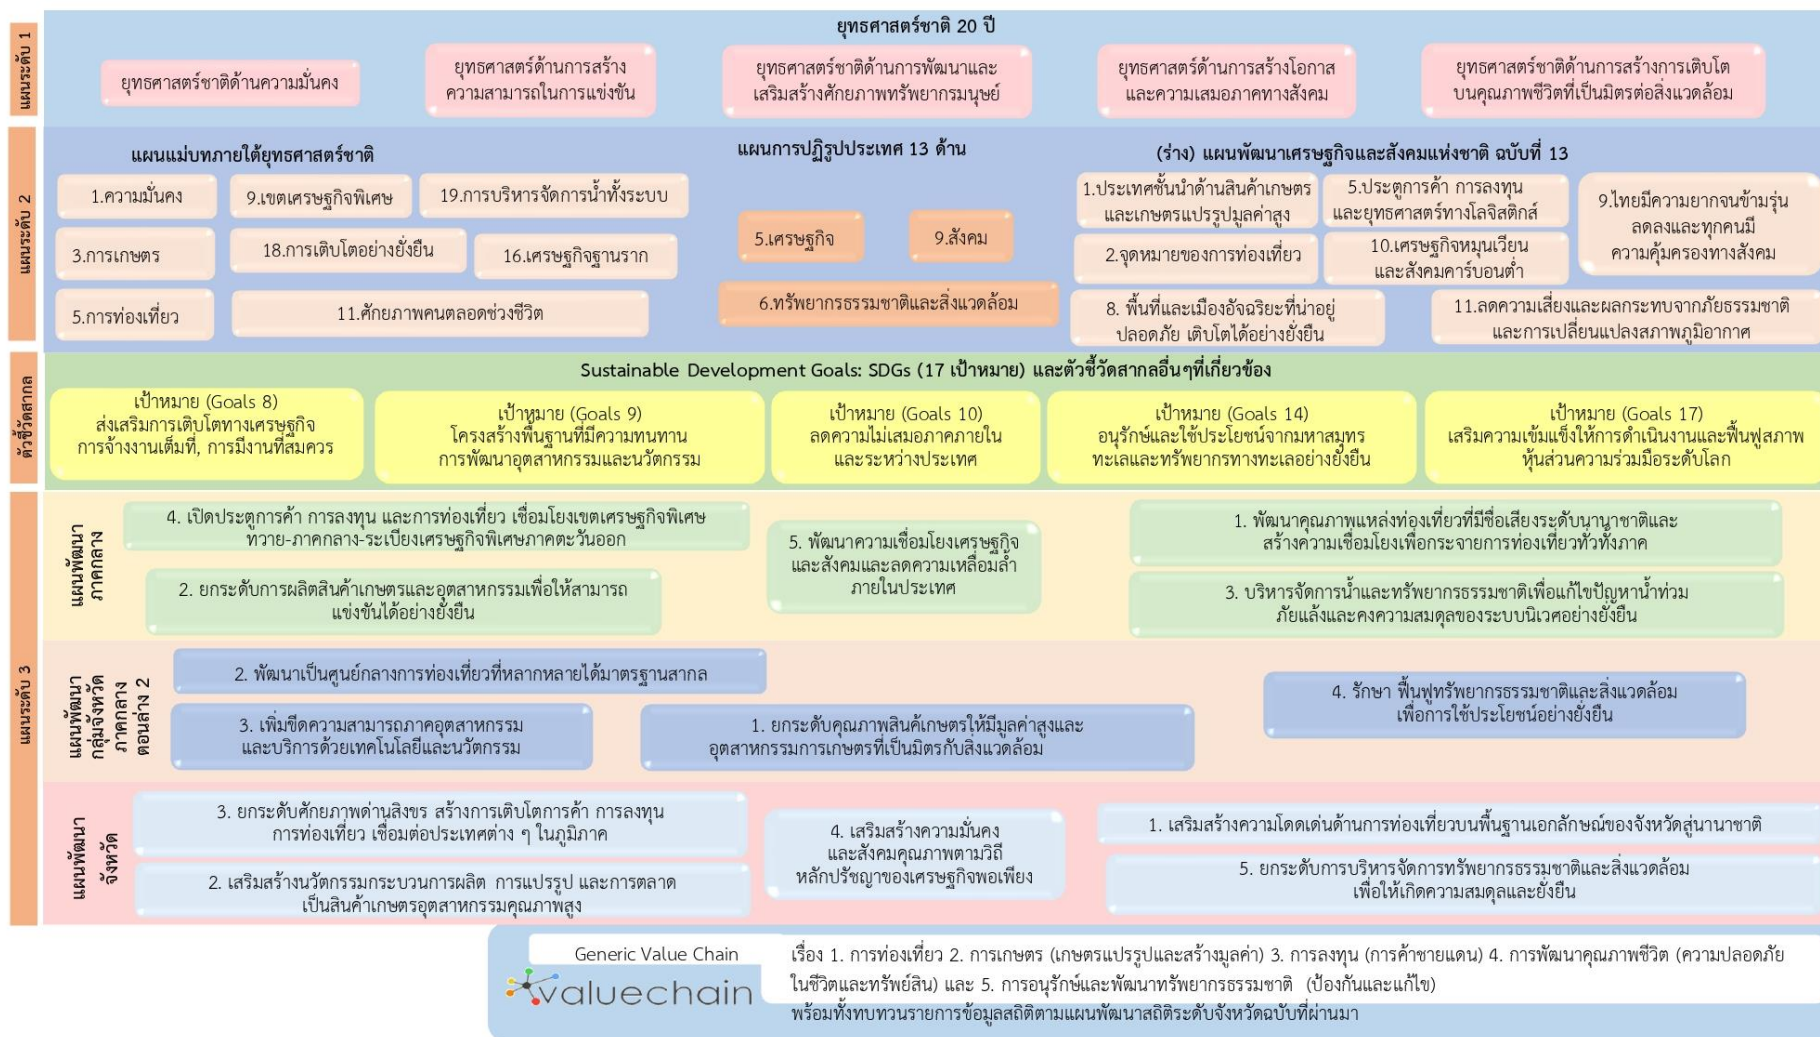 แผนระดับ 1
ยุทธศาสตร์ชาติ 20 ปี
ยุทธศาสตร์ชาติด้านความมั่นคง
ยุทธศาสตร์ด้านการสร้าง
ความสามารถในการแข่งขัน
ยุทธศาสตร์ชาติด้านการพัฒนาและ
เสริมสร้างศักยภาพทรัพยากรมนุษย์
ยุทธศาสตร์ด้านการสร้างโอกาส
และความเสมอภาคทางสังคม
ยุทธศาสตร์ชาติด้านการสร้างการเติบโต
บนคุณภาพชีวิตที่เป็นมิตรต่อสิ่งแวดล้อม
แผนระดับ 2
แผนแม่บทภายใต้ยุทธศาสตร์ชาติ
1.ความมั่นคง
9.เขตเศรษฐกิจพิเศษ
19.การบริหารจัดการน้ำทั้งระบบ
3.การเกษตร
18.การเติบโตอย่างยั่งยืน
16.เศรษฐกิจฐานราก
5.การท่องเที่ยว
11.ศักยภาพคนตลอดช่วงชีวิต
แผนการปฏิรูปประเทศ 13 ด้าน
5.เศรษฐกิจ
9.สังคม
6.ทรัพยากรธรรมชาติและสิ่งแวดล้อม
(ร่าง) แผนพัฒนาเศรษฐกิจและสังคมแห่งชาติ ฉบับที่ 13
1.ประเทศชั้นนำด้านสินค้าเกษตร
และเกษตรแปรรูปมูลค่าสูง
5.ประตูการค้า การลงทุน
และยุทธศาสตร์ทางโลจิสติกส์
9.ไทยมีความยากจนข้ามรุ่น
ลดลงและทุกคนมี
ความคุ้มครองทางสังคม
2.จุดหมายของการท่องเที่ยว
10.เศรษฐกิจหมุนเวียน
และสังคมคาร์บอนต่ำ
8. พื้นที่และเมืองอัจฉริยะที่น่าอยู่
ปลอดภัย เติบโตได้อย่างยั่งยืน
11.ลดความเสี่ยงและผลกระทบจากภัยธรรมชาติ
และการเปลี่ยนแปลงสภาพภูมิอากาศ
ตัวชี้วัดสากล
Sustainable Development Goals: SDGs (17 เป้าหมาย) และตัวชี้วัดสากลอื่นๆที่เกี่ยวข้อง
เป้าหมาย (Goals 8)
ส่งเสริมการเติบโตทางเศรษฐกิจ
การจ้างงานเต็มที่, การมีงานที่สมควร
เป้าหมาย (Goals 9)
โครงสร้างพื้นฐานที่มีความทนทาน
การพัฒนาอุตสาหกรรมและนวัตกรรม
เป้าหมาย (Goals 10)
ลดความไม่เสมอภาคภายใน
และระหว่างประเทศ
เป้าหมาย (Goals 14)
อนุรักษ์และใช้ประโยชน์จากมหาสมุทร
ทะเลและทรัพยากรทางทะเลอย่างยั่งยืน
เป้าหมาย (Goals 17)
เสริมความเข้มแข็งให้การดำเนินงานและฟื้นฟูสภาพ
หุ้นส่วนความร่วมมือระดับโลก
แผนระดับ 3
แผนพัฒนา
ภาคกลาง
4. เปิดประตูการค้า การลงทุน และการท่องเที่ยว เชื่อมโยงเขตเศรษฐกิจพิเศษ
ทวาย-ภาคกลาง-ระเบียงเศรษฐกิจพิเศษภาคตะวันออก
2. ยกระดับการผลิตสินค้าเกษตรและอุตสาหกรรมเพื่อให้สามารถ
แข่งขันได้อย่างยั่งยืน
5. พัฒนาความเชื่อมโยงเศรษฐกิจ
และสังคมและลดความเหลื่อมล้ำ
ภายในประเทศ
1. พัฒนาคุณภาพแหล่งท่องเที่ยวที่มีชื่อเสียงระดับนานาชาติและ
สร้างความเชื่อมโยงเพื่อกระจายการท่องเที่ยวทั่วทั้งภาค
3. บริหารจัดการน้ำและทรัพยากรธรรมชาติเพื่อแก้ไขปัญหาน้ำท่วม
ภัยแล้งและคงความสมดุลของระบบนิเวศอย่างยั่งยืน
แผนพัฒนา
กลุ่มจังหวัด
ภาคกลาง
ตอนล่าง 2
2. พัฒนาเป็นศูนย์กลางการท่องเที่ยวที่หลากหลายได้มาตรฐานสากล
3. เพิ่มขีดความสามารถภาคอุตสาหกรรม
และบริการด้วยเทคโนโลยีและนวัตกรรม
1. ยกระดับคุณภาพสินค้เกษตรให้มีมูลค่าสูงและ
อุตสาหกรรมการเกษตรที่เป็นมิตรกับสิ่งแวดล้อม
4. รักษา ฟื้นฟูทรัพยากรธรรมชาติและสิ่งแวดล้อม
เพื่อการใช้ประโยชน์อย่างยั่งยืน
แผนพัฒนา
จังหวัด
3. ยกระดับศักยภาพด่านสิงขร สร้างการเติบโตการค้า การลงทุน
การท่องเที่ยว เชื่อมต่อประเทศต่าง ๆ ในภูมิภาค
2. เสริมสร้างนวัตกรรมกระบวนการผลิต การแปรรูป และการตลาด
เป็นสินค้าเกษตรอุตสาหกรรมคุณภาพสูง
4. เสริมสร้างความมั่นคง
และสังคมคุณภาพตามวิถี
หลักปรัชญาของเศรษฐกิจพอเพียง
1. เสริมสร้างความโดดเด่นด้านการท่องเที่ยวบนพื้นฐานเอกลักษณ์ของจังหวัดสู่นานาชาติ
5. ยกระดับการบริหารจัดการทรัพยากรธรรมชาติและสิ่งแวดล้อม
เพื่อให้เกิดความสมดุลและยั่งยืน
Generic Value Chain
valuechain
เรื่อง 1. การท่องเที่ยว 2. การเกษตร (เกษตรแปรรูปและสร้างมูลค่า) 3. การลงทุน (การค้าชายแดน) 4. การพัฒนาคุณภาพชีวิต (ความปลอดภัย
ในชีวิตและทรัพย์สิน) และ 5. การอนุรักษ์และพัฒนาทรัพยากรธรรมชาติ (ป้องกันและแก้ไข)
พร้อมทั้งทบทวนรายการข้อมูลสถิติตามแผนพัฒนาสถิติระดับจังหวัดฉบับที่ผ่านมา